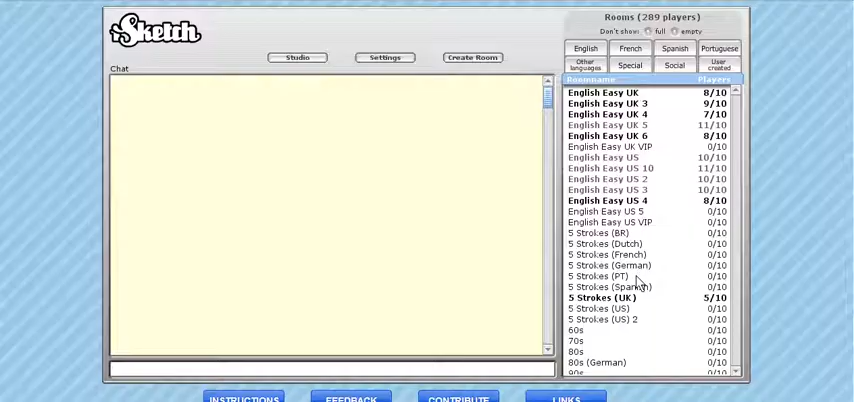 iSketch
Rooms (289 players)
Don't show: full empty
Studio
Settings
Create Room
English
French
Spanish
Portuguese
Other languages
Special
Social
User created
Chat
Roomname Players
English Easy UK 8/10
English Easy UK 3 9/10
English Easy UK 4 7/10
English Easy UK 5 11/10
English Easy UK 6 8/10
English Easy UK VIP 0/10
English Easy US 10/10
English Easy US 10 11/10
English Easy US 2 10/10
English Easy US 3 10/10
English Easy US 4 8/10
English Easy US 5 0/10
English Easy US VIP 0/10
5 Strokes (BR) 0/10
5 Strokes (Dutch) 0/10
5 Strokes (French) 0/10
5 Strokes (German) 0/10
5 Strokes (PT) 0/10
5 Strokes (Spanish) 0/10
5 Strokes (UK) 5/10
5 Strokes (US) 0/10
5 Strokes (US) 2 0/10
60s 0/10
70s 0/10
80s 0/10
80s (German) 0/10
90s 0/10
INSTRUCTIONS
FEEDBACK
CONTRIBUTE
LINKS